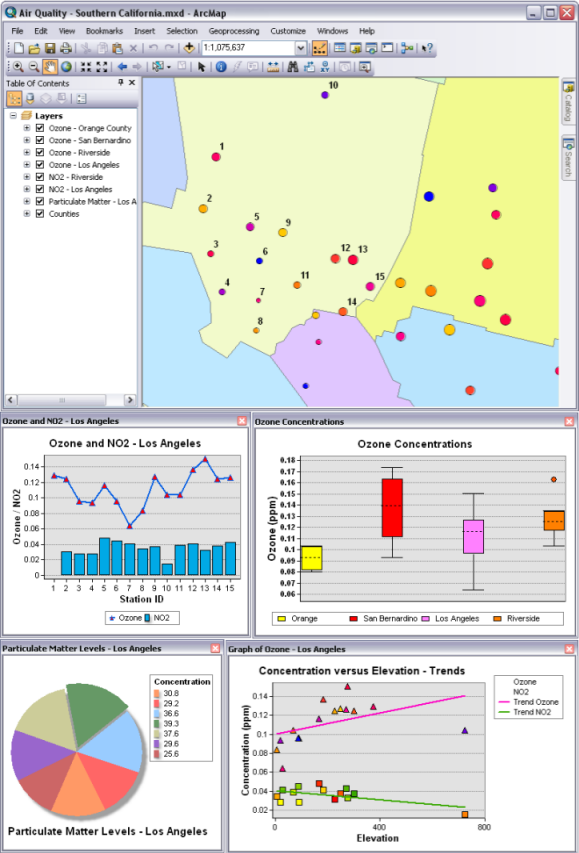 Air Quality - Southern California.mxd - ArcMap
File Edit View Bookmarks Insert Selection Geoprocessing Customize Windows Help
1:1,075,637
Table Of Contents
Layers
Ozone - Orange County
Ozone - San Bernardino
Ozone - Riverside
Ozone - Los Angeles
NO2 - Riverside
NO2 - Los Angeles
Particulate Matter - Los A
Counties
10
1
2
5
9
3
6
12 13
4
7
11
15
14
8
Catalog
Search
Ozone and NO2 - Los Angeles
Ozone and NO2 - Los Angeles
Ozone / NO2
0.14
0.12
0.1
0.08
0.06
0.04
0.02
0
1 2 3 4 5 6 7 8 9 10 11 12 13 14 15
Station ID
Ozone NO2
Ozone Concentrations
Ozone Concentrations
Ozone (ppm)
0.18
0.17
0.16
0.15
0.14
0.13
0.12
0.11
0.1
0.09
0.08
0.07
0.06
Orange San Bernardino Los Angeles Riverside
Particulate Matter Levels - Los Angeles
Concentration
30.8
29.2
36.6
39.3
37.6
29.6
25.6
Particulate Matter Levels - Los Angeles
Graph of Ozone - Los Angeles
Concentration versus Elevation - Trends
Concentration (ppm)
0.14
0.12
0.1
0.08
0.06
0.04
0.02
0 400 800
Elevation
Ozone
NO2
Trend Ozone
Trend NO2